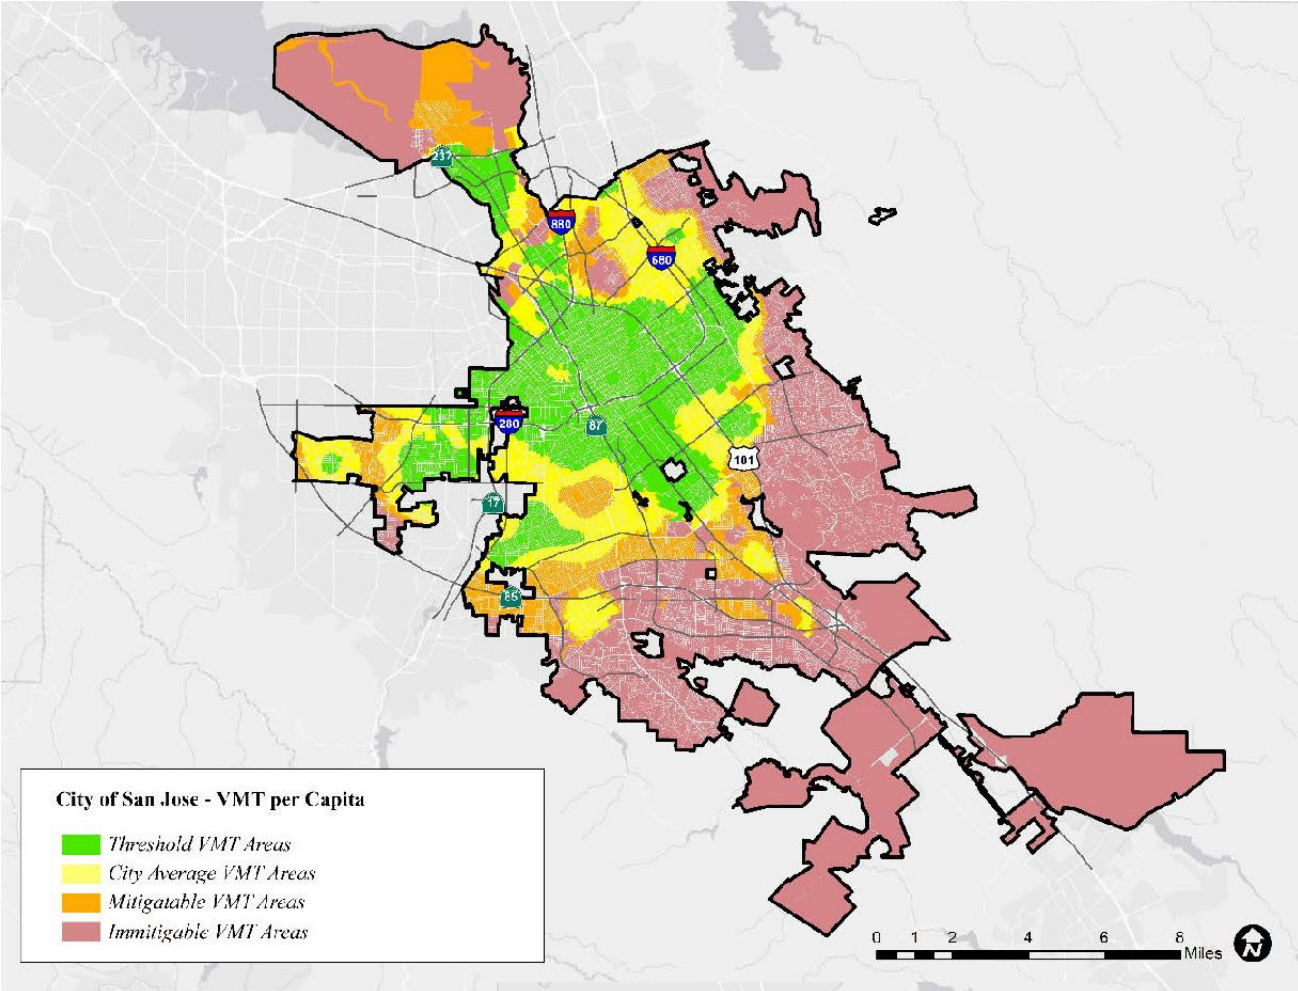 237
880
680
280
87
101
17
85
City of San Jose - VMT per Capita
Threshold VMT Areas
City Average VMT Areas
Mitigatable VMT Areas
Immitigable VMT Areas
0 1 2 4 6 8
Miles
N